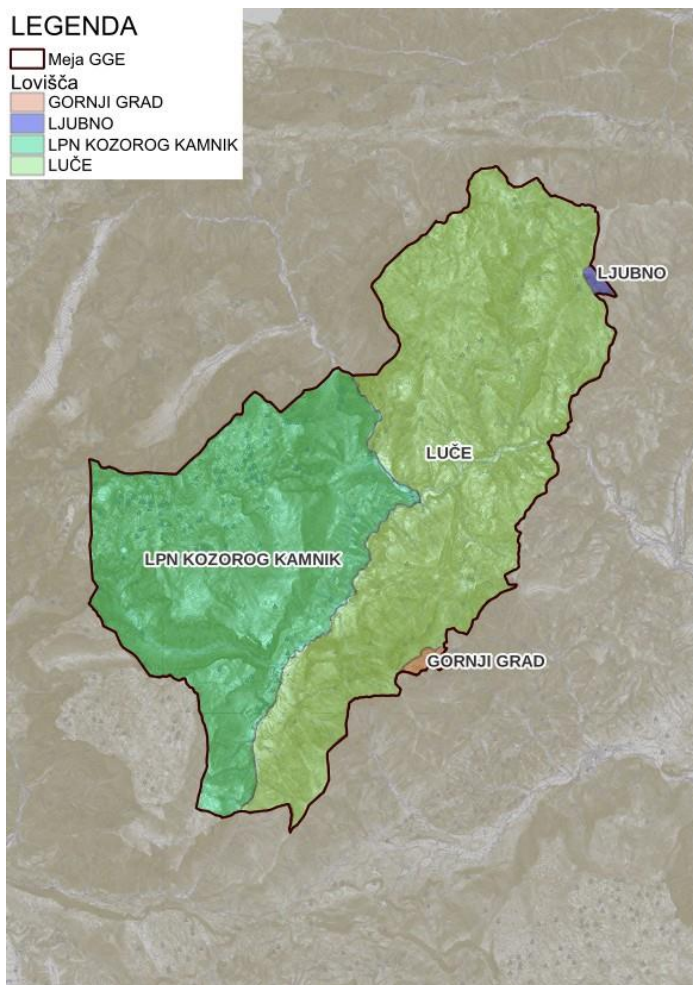 LEGENDA
Meja GGE
Lovišča
GORNJI GRAD
LJUBNO
LPN KOZOROG KAMNIK
LUČE
LJUBNO
LUČE
LPN KOZOROG KAMNIK
GORNJI GRAD